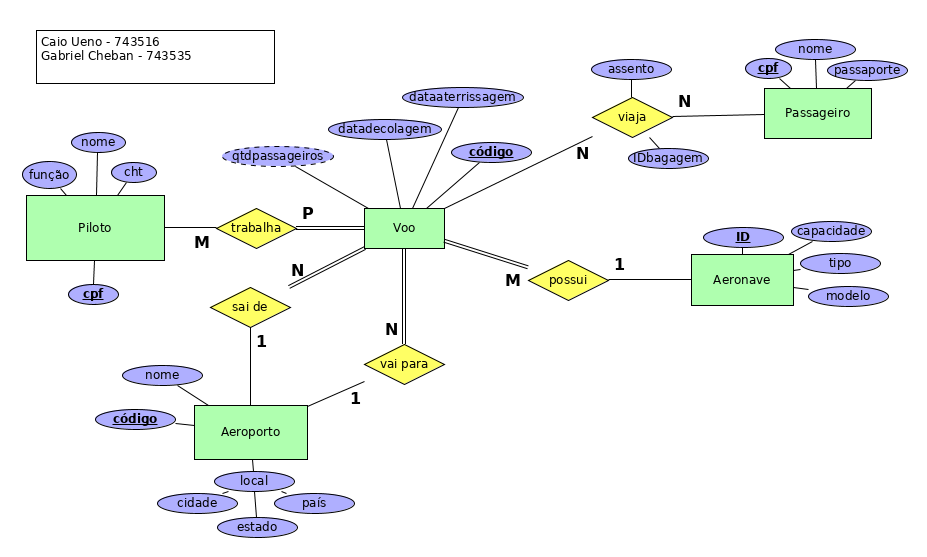 Caio Ueno - 743516
Gabriel Cheban - 743535
nome
cpf
passaporte
Passageiro
assento
viaja
N
N
IDbagagem
dataaterrissagem
datadecolagem
qtdpassageiros
código
Voo
nome
função
cht
Piloto
cpf
M
trabalha
P
N
sai de
1
N
vai para
1
M
possui
1
ID
capacidade
tipo
modelo
Aeronave
nome
código
Aeroporto
local
cidade
país
estado